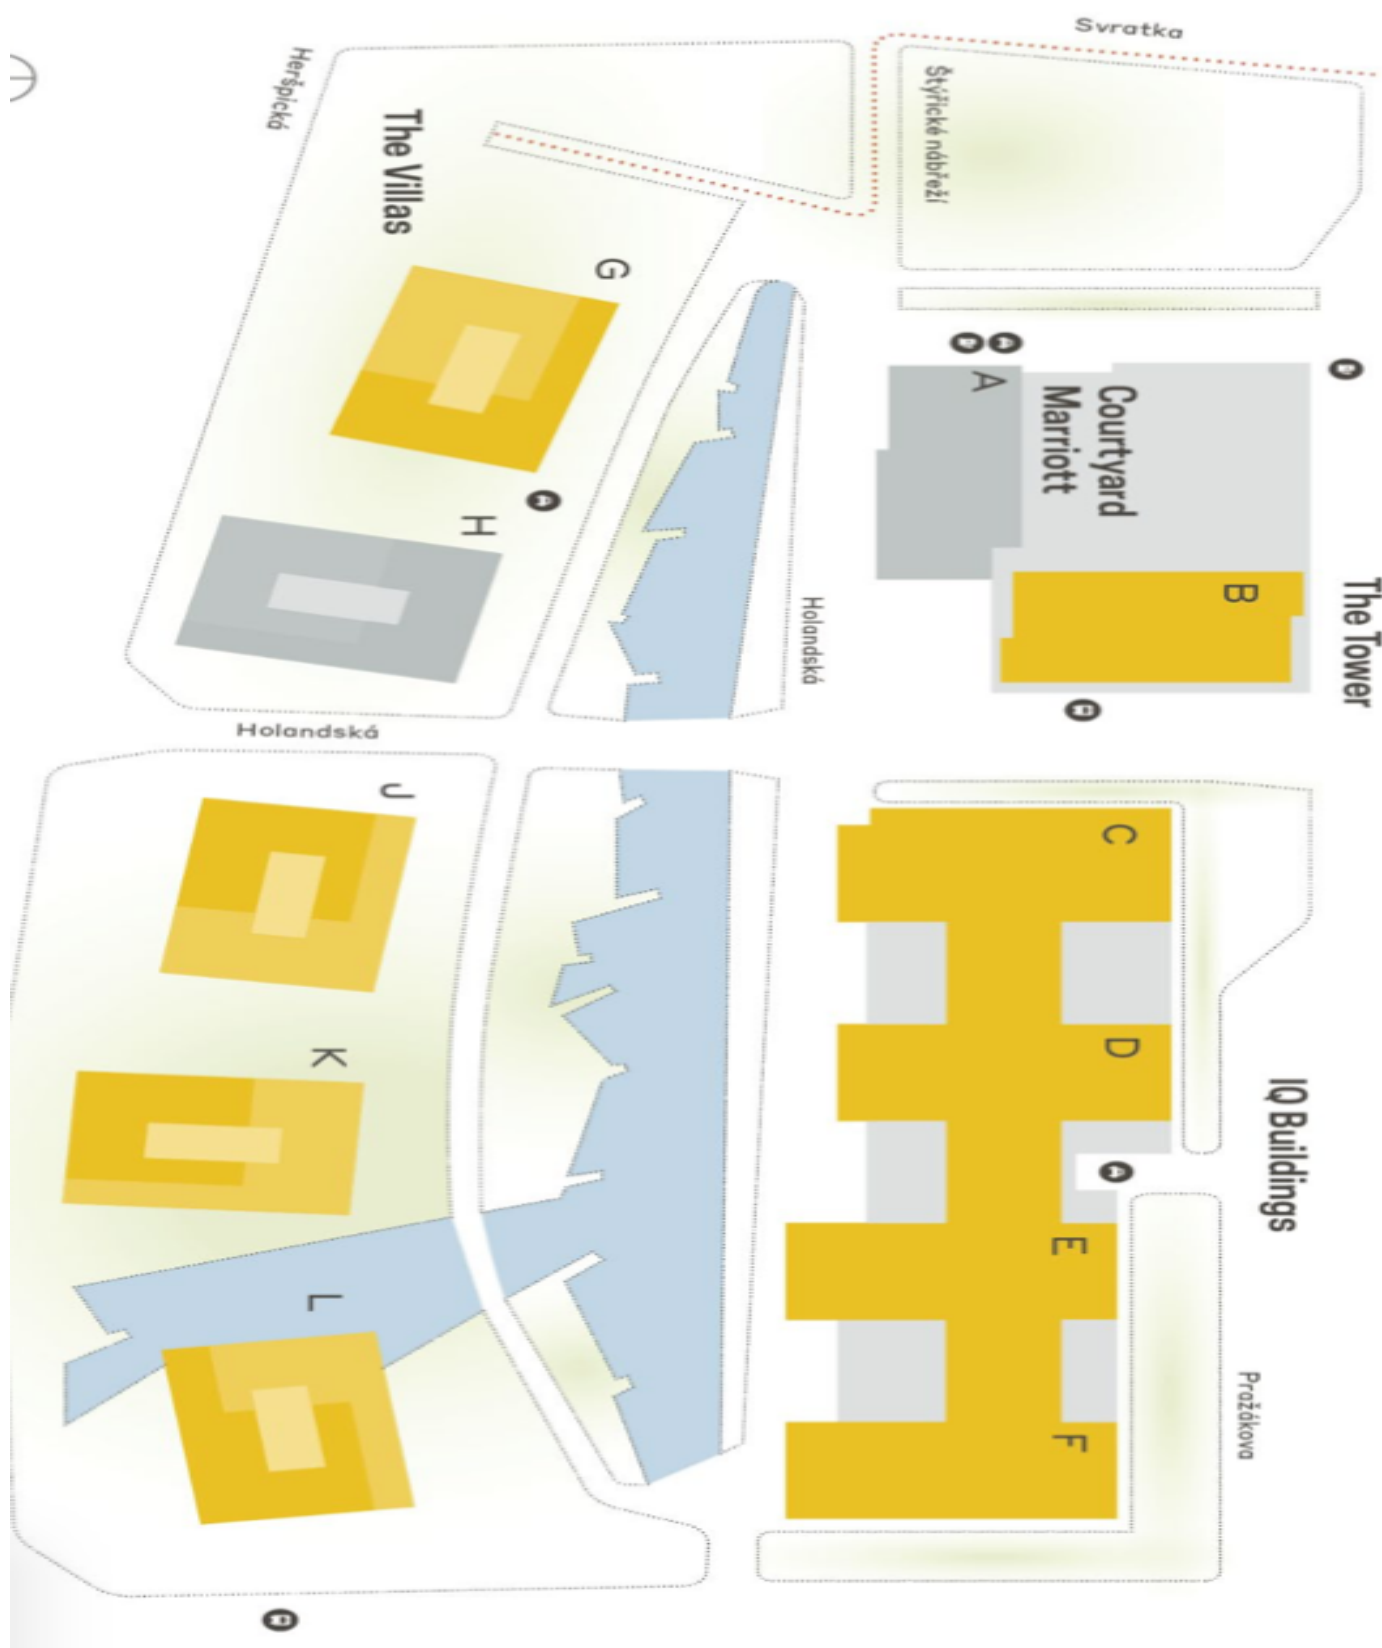 Svratka
Heršpická
Štýřické nábřeží
The Villas
G
A
Courtyard
Marriott
H
B
The Tower
Holandská
Holandská
J
C
K
D
IQ Buildings
L
E
F
Pražákova